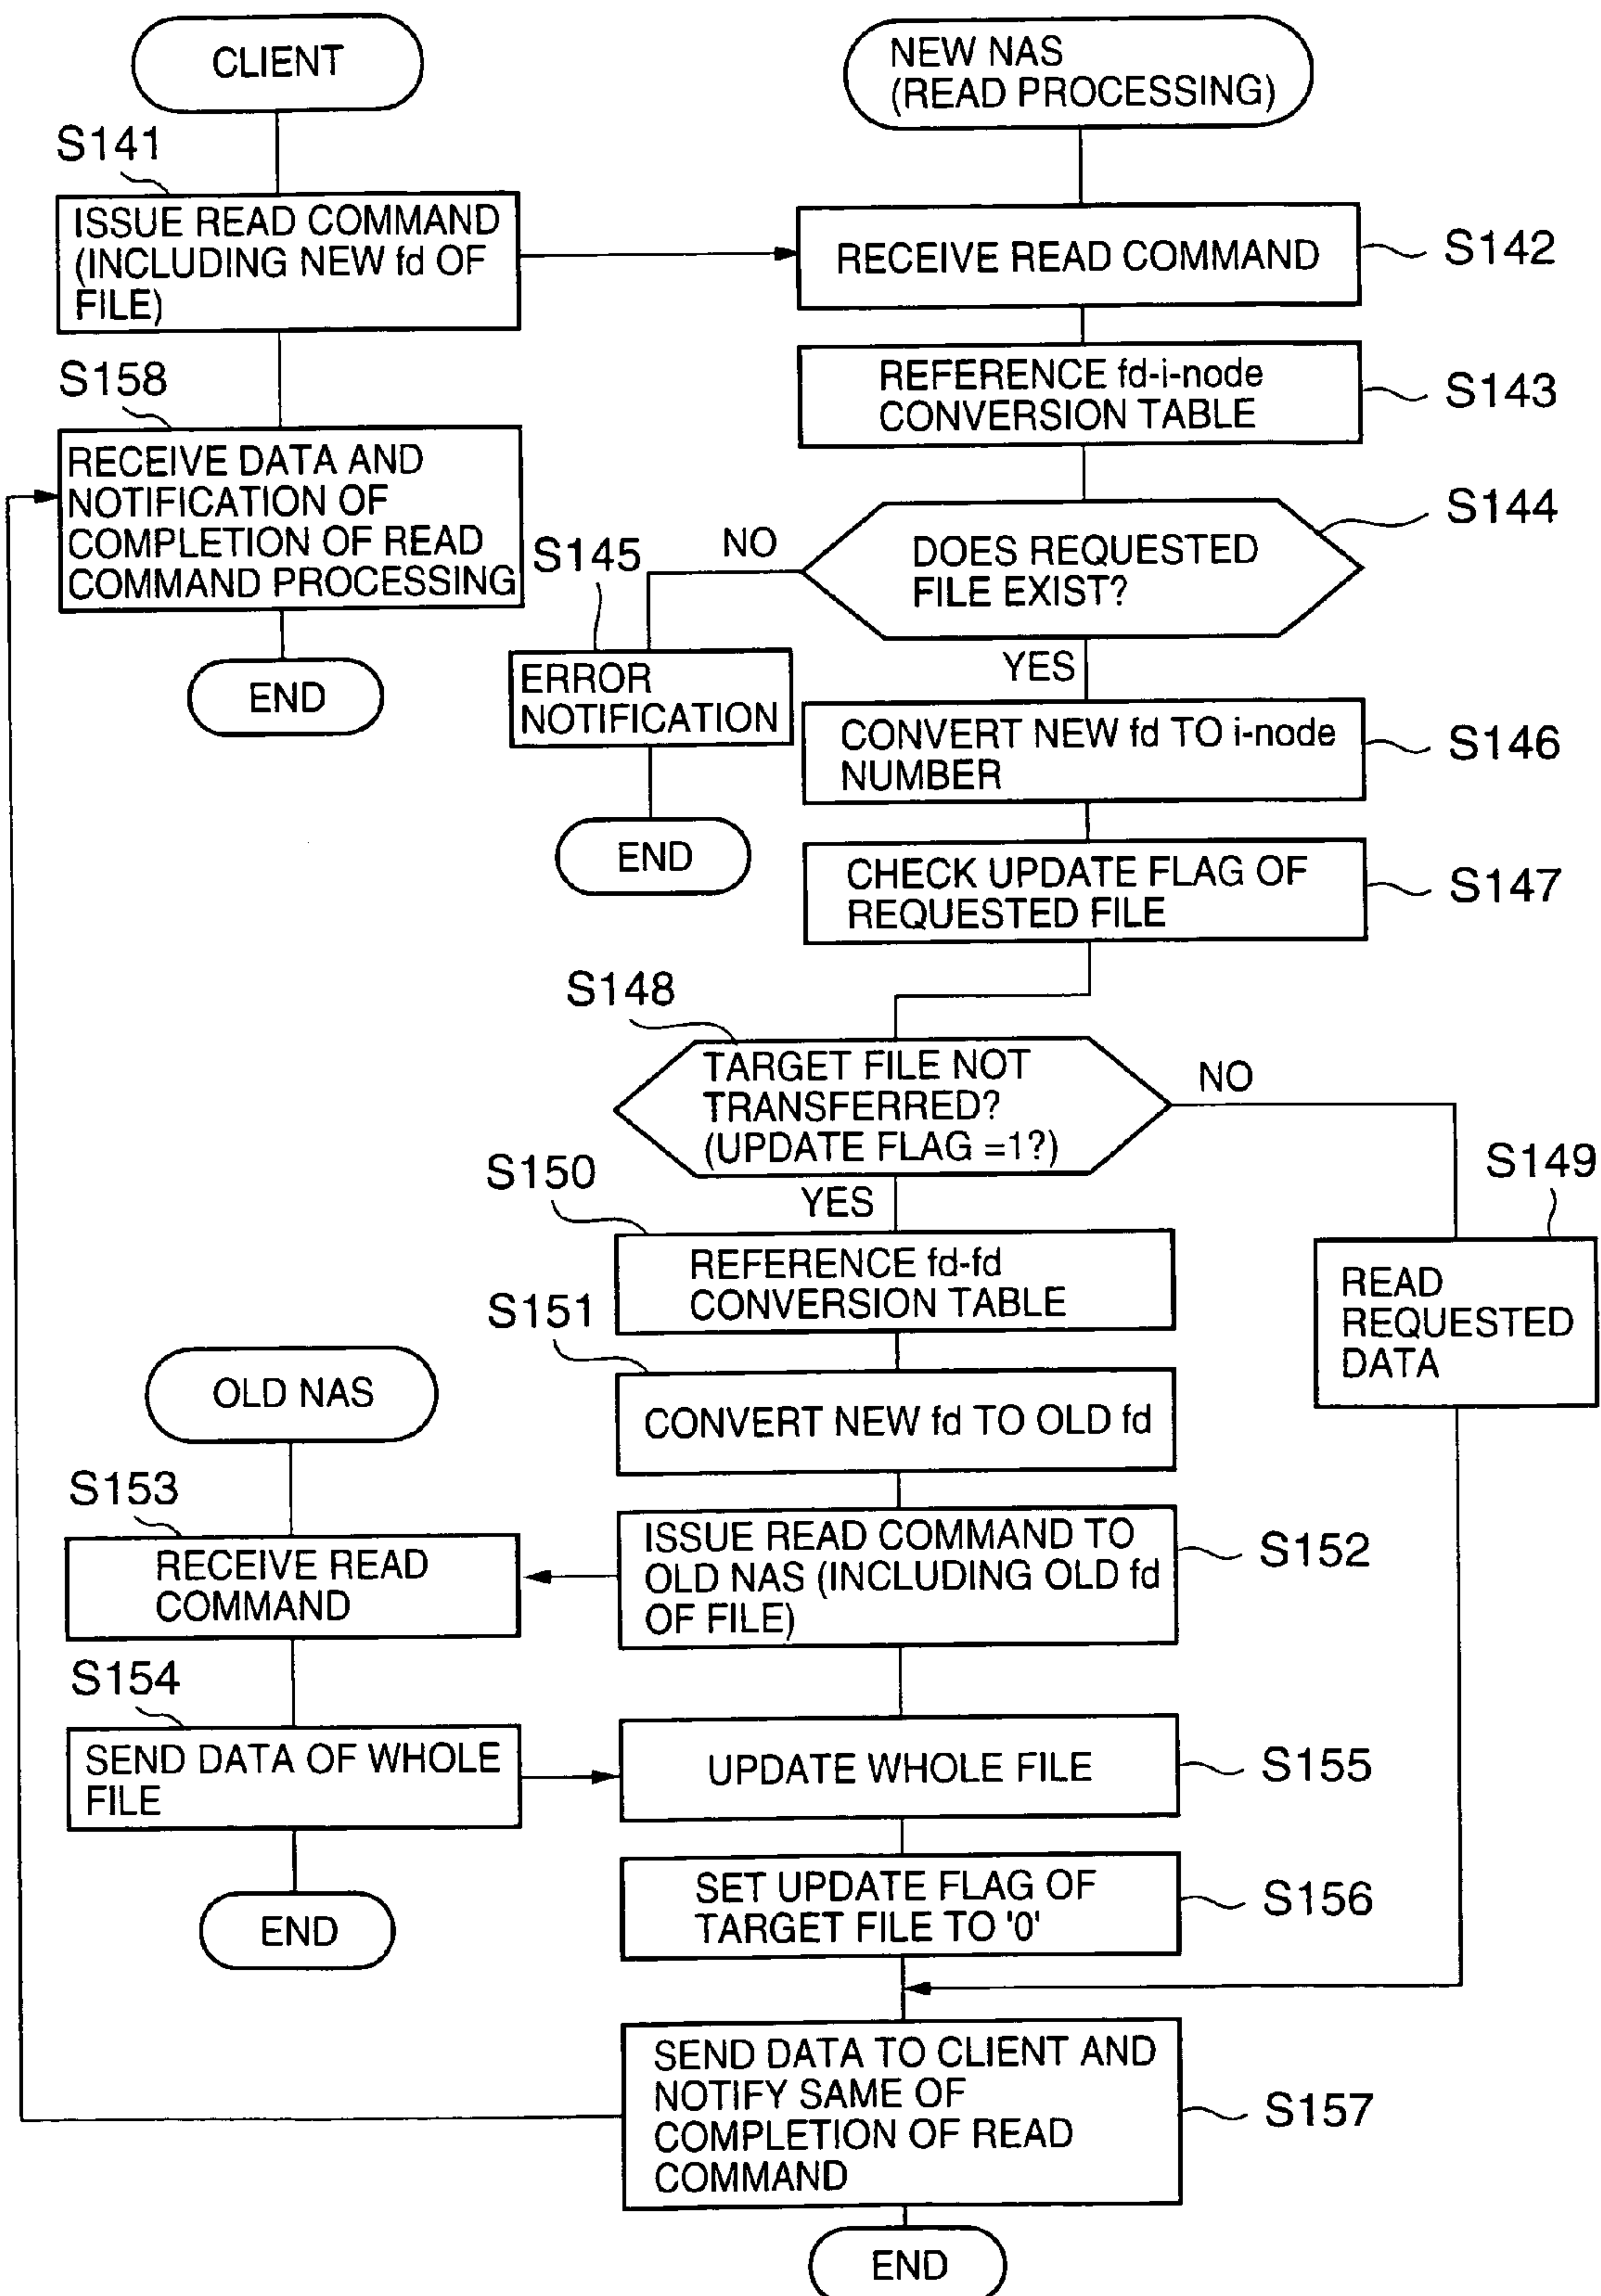 CLIENT
NEW NAS
(READ PROCESSING)
S141
ISSUE READ COMMAND
(INCLUDING NEW fd OF
FILE)
RECEIVE READ COMMAND
S142
S158
RECEIVE DATA AND
NOTIFICATION OF
COMPLETION OF READ
COMMAND PROCESSING
END
REFERENCE fd-i-node
CONVERSION TABLE
S143
S144
DOES REQUESTED
FILE EXIST?
NO
S145
ERROR
NOTIFICATION
END
YES
CONVERT NEW fd TO i-node
NUMBER
S146
CHECK UPDATE FLAG OF
REQUESTED FILE
S147
S148
TARGET FILE NOT
TRANSFERRED?
(UPDATE FLAG =1?)
NO
S149
READ
REQUESTED
DATA
YES
S150
REFERENCE fd-fd
CONVERSION TABLE
S151
CONVERT NEW fd TO OLD fd
OLD NAS
S153
RECEIVE READ
COMMAND
ISSUE READ COMMAND TO
OLD NAS (INCLUDING OLD fd
OF FILE)
S152
S154
SEND DATA OF WHOLE
FILE
END
UPDATE WHOLE FILE
S155
SET UPDATE FLAG OF
TARGET FILE TO '0'
S156
SEND DATA TO CLIENT AND
NOTIFY SAME OF
COMPLETION OF READ
COMMAND
S157
END